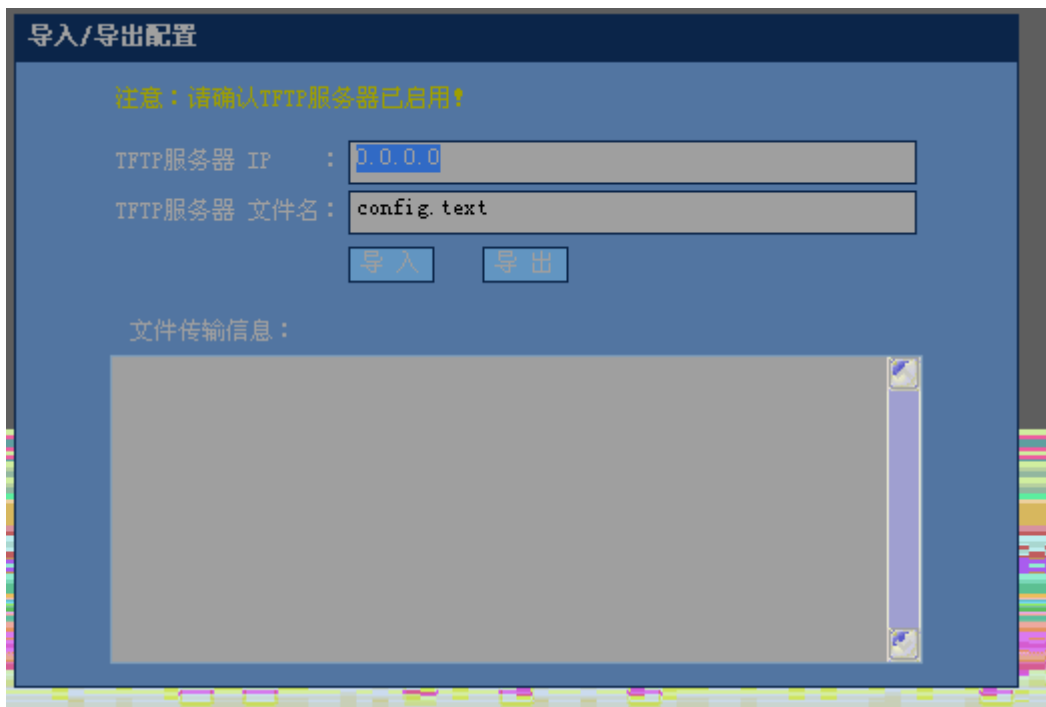 导入/导出配置
注意：请确认TFTP服务器已启用！
TFTP服务器 IP ： 0.0.0.0
TFTP服务器 文件名： config.text
导 入 导 出
文件传输信息：